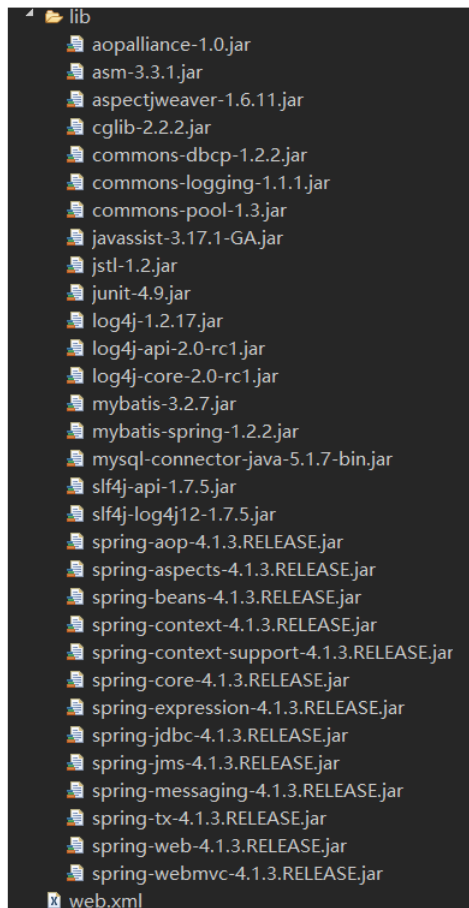 lib
aopalliance-1.0.jar
asm-3.3.1.jar
aspectjweaver-1.6.11.jar
cglib-2.2.2.jar
commons-dbcp-1.2.2.jar
commons-logging-1.1.1.jar
commons-pool-1.3.jar
javassist-3.17.1-GA.jar
jstl-1.2.jar
junit-4.9.jar
log4j-1.2.17.jar
log4j-api-2.0-rc1.jar
log4j-core-2.0-rc1.jar
mybatis-3.2.7.jar
mybatis-spring-1.2.2.jar
mysql-connector-java-5.1.7-bin.jar
slf4j-api-1.7.5.jar
slf4j-log4j12-1.7.5.jar
spring-aop-4.1.3.RELEASE.jar
spring-aspects-4.1.3.RELEASE.jar
spring-beans-4.1.3.RELEASE.jar
spring-context-4.1.3.RELEASE.jar
spring-context-support-4.1.3.RELEASE.jar
spring-core-4.1.3.RELEASE.jar
spring-expression-4.1.3.RELEASE.jar
spring-jdbc-4.1.3.RELEASE.jar
spring-jms-4.1.3.RELEASE.jar
spring-messaging-4.1.3.RELEASE.jar
spring-tx-4.1.3.RELEASE.jar
spring-web-4.1.3.RELEASE.jar
spring-webmvc-4.1.3.RELEASE.jar
web.xml